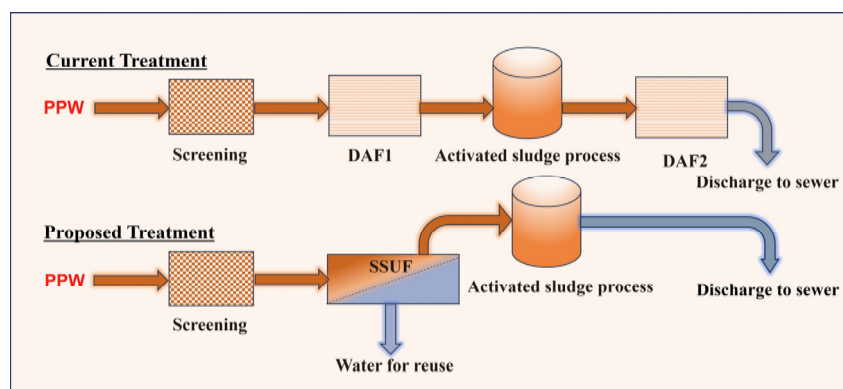 Current Treatment
PPW
Screening
DAF1
Activated sludge process
DAF2
Discharge to sewer
Proposed Treatment
PPW
Screening
SSUF
Activated sludge process
Discharge to sewer
Water for reuse